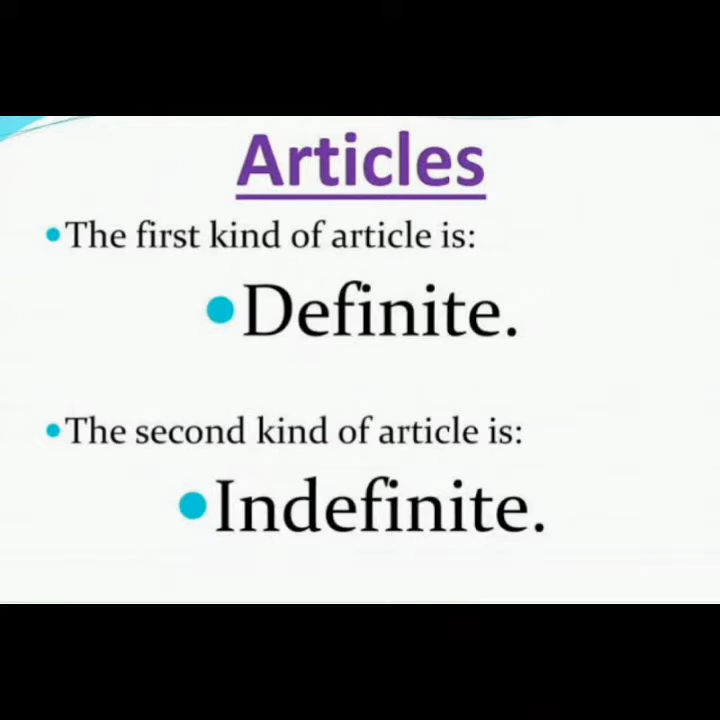 Articles
•The first kind of article is:
•Definite.
•The second kind of article is:
•Indefinite.